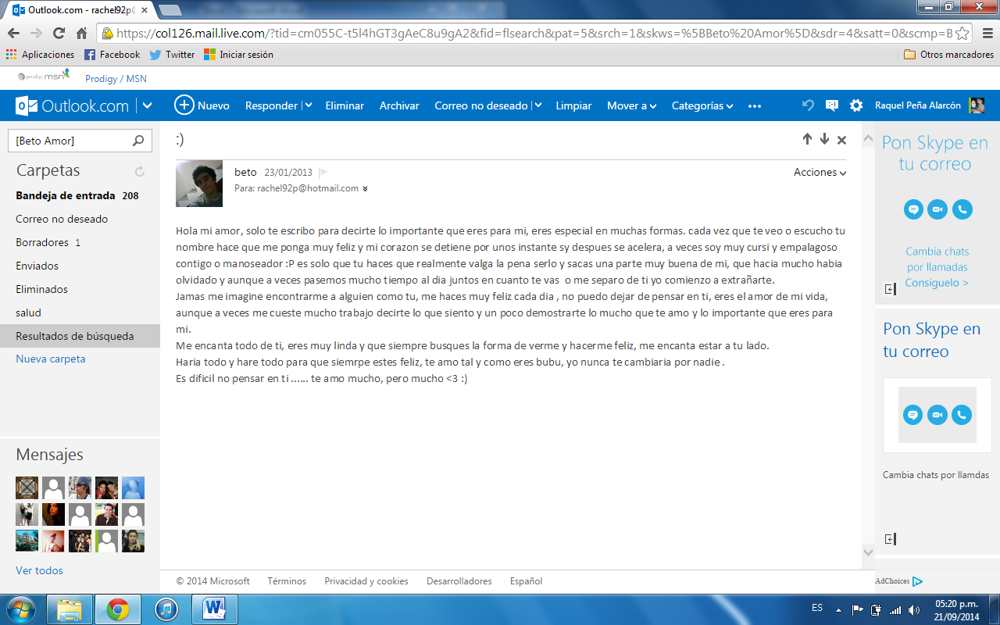 Outlook.com - rachel92p@
https://col126.mail.live.com/?tid=cm055C-t5l4hGT3gAeC8u9gA2&fid=flsearch&pat=5&srch=1&skws=%5BBeto%20Amor%5D&sdr=4&satt=0&scmp=B
Aplicaciones Facebook Twitter Iniciar sesión Otros marcadores
prodigy msn Prodigy / MSN
Outlook.com Nuevo Responder Eliminar Archivar Correo no deseado Limpiar Mover a Categorías ••• Raquel Peña Alarcón
[Beto Amor]
Carpetas
Bandeja de entrada 208
Correo no deseado
Borradores 1
Enviados
Eliminados
salud
Resultados de búsqueda
Nueva carpeta
Mensajes
Ver todos
:)
beto 23/01/2013
Acciones
Para: rachel92p@hotmail.com
Hola mi amor, solo te escribo para decirte lo importante que eres para mi, eres especial en muchas formas. cada vez que te veo o escucho tu
nombre hace que me ponga muy feliz y mi corazon se detiene por unos instante sy despues se acelera, a veces soy muy cursi y empalagoso
contigo o manoseador :P es solo que tu haces que realmente valga la pena serlo y sacas una parte muy buena de mi, que hacia mucho habia
olvidado y aunque a veces pasemos mucho tiempo al dia juntos en cuanto te vas o me separo de ti yo comienzo a extrañarte.
Jamas me imagine encontrarme a alguien como tu, me haces muy feliz cada dia , no puedo dejar de pensar en ti, eres el amor de mi vida,
aunque a veces me cueste mucho trabajo decirte lo que siento y un poco demostrarte lo mucho que te amo y lo importante que eres para
mi.
Me encanta todo de ti, eres muy linda y que siempre busques la forma de verme y hacerme feliz, me encanta estar a tu lado.
Haria todo y hare todo para que siemrpe estes feliz, te amo tal y como eres bubu, yo nunca te cambiaria por nadie .
Es dificil no pensar en ti ...... te amo mucho, pero mucho <3 :)
Pon Skype en
tu correo
Cambia chats
por llamadas
Consíguelo >
Pon Skype en
tu correo
Cambia chats por llamdas
AdChoices
© 2014 Microsoft Términos Privacidad y cookies Desarrolladores Español
ES
05:20 p.m.
21/09/2014